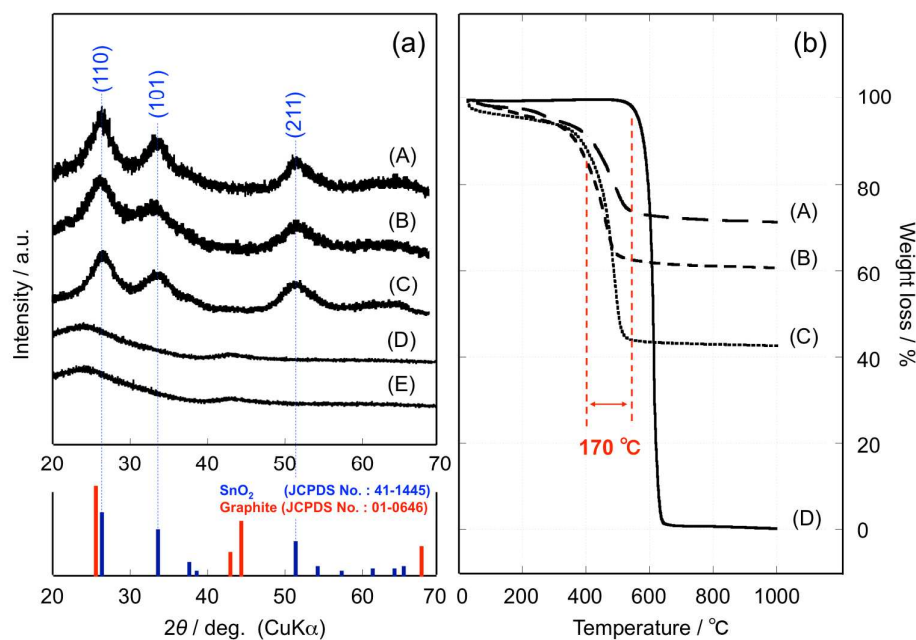 (a)
(110)
(101)
(211)
(A)
(B)
(C)
(D)
(E)
Intensity / a.u.
20 30 40 50 60 70
SnO₂ (JCPDS No. : 41-1445)
Graphite (JCPDS No. : 01-0646)
20 30 40 50 60 70
2θ / deg. (CuKα)
(b)
100
80
60
40
20
0
Weight loss / %
(A)
(B)
(C)
(D)
170 ℃
0 200 400 600 800 1000
Temperature / ℃